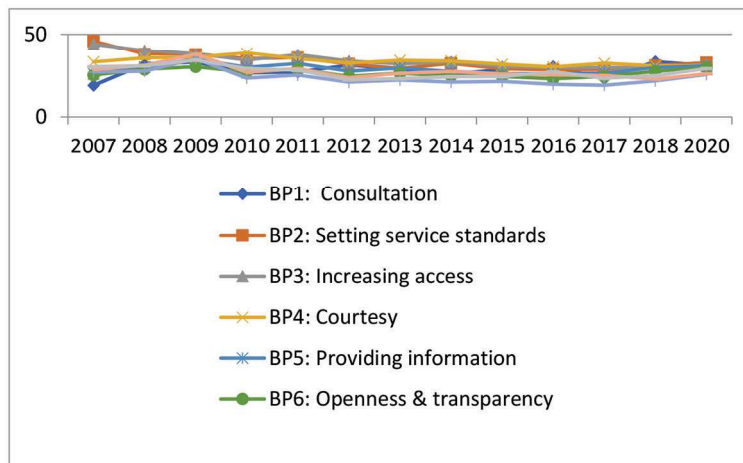 50
0
2007 2008 2009 2010 2011 2012 2013 2014 2015 2016 2017 2018 2020
BP1:  Consultation
BP2: Setting service standards
BP3: Increasing access
BP4: Courtesy
BP5: Providing information
BP6: Openness & transparency